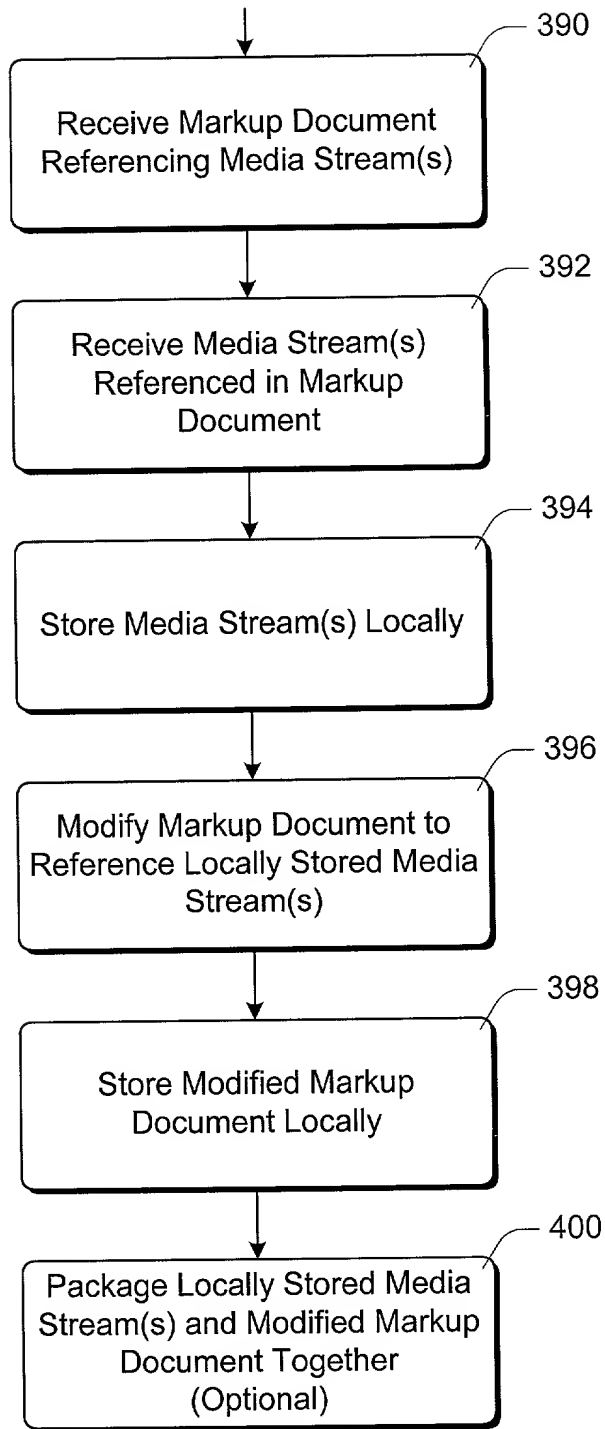 390
Receive Markup Document
Referencing Media Stream(s)
392
Receive Media Stream(s)
Referenced in Markup
Document
394
Store Media Stream(s) Locally
396
Modify Markup Document to
Reference Locally Stored Media
Stream(s)
398
Store Modified Markup
Document Locally
400
Package Locally Stored Media
Stream(s) and Modified Markup
Document Together
(Optional)